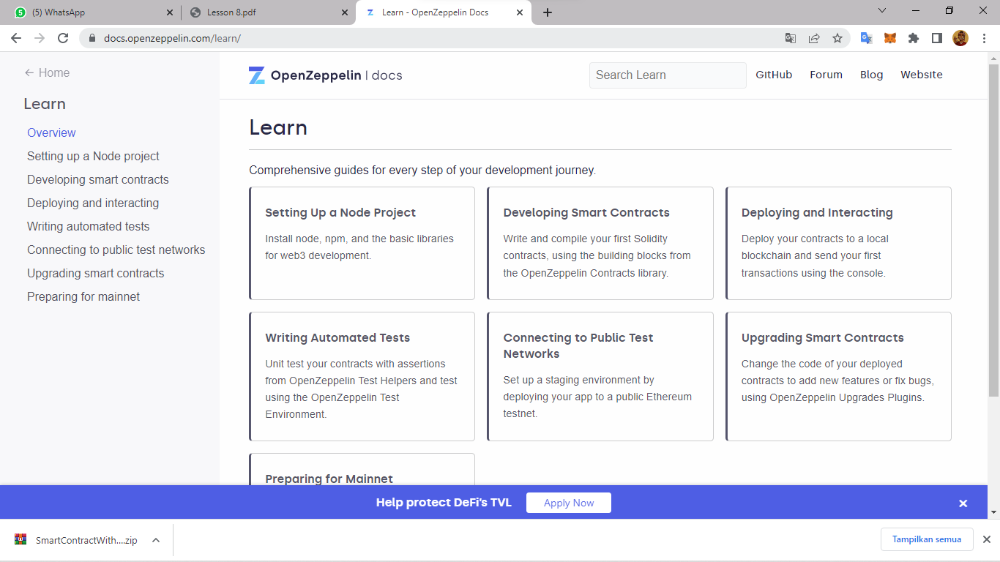 (5) WhatsApp
Lesson 8.pdf
Learn - OpenZeppelin Docs
docs.openzeppelin.com/learn/
Home
Learn
Overview
Setting up a Node project
Developing smart contracts
Deploying and interacting
Writing automated tests
Connecting to public test networks
Upgrading smart contracts
Preparing for mainnet
OpenZeppelin | docs
Search Learn
GitHub
Forum
Blog
Website
Learn
Comprehensive guides for every step of your development journey.
Setting Up a Node Project
Install node, npm, and the basic libraries
for web3 development.
Developing Smart Contracts
Write and compile your first Solidity
contracts, using the building blocks from
the OpenZeppelin Contracts library.
Deploying and Interacting
Deploy your contracts to a local
blockchain and send your first
transactions using the console.
Writing Automated Tests
Unit test your contracts with assertions
from OpenZeppelin Test Helpers and test
using the OpenZeppelin Test
Environment.
Connecting to Public Test
Networks
Set up a staging environment by
deploying your app to a public Ethereum
testnet.
Upgrading Smart Contracts
Change the code of your deployed
contracts to add new features or fix bugs,
using OpenZeppelin Upgrades Plugins.
Preparing for Mainnet
Help protect DeFi's TVL
Apply Now
SmartContractWith....zip
Tampilkan semua